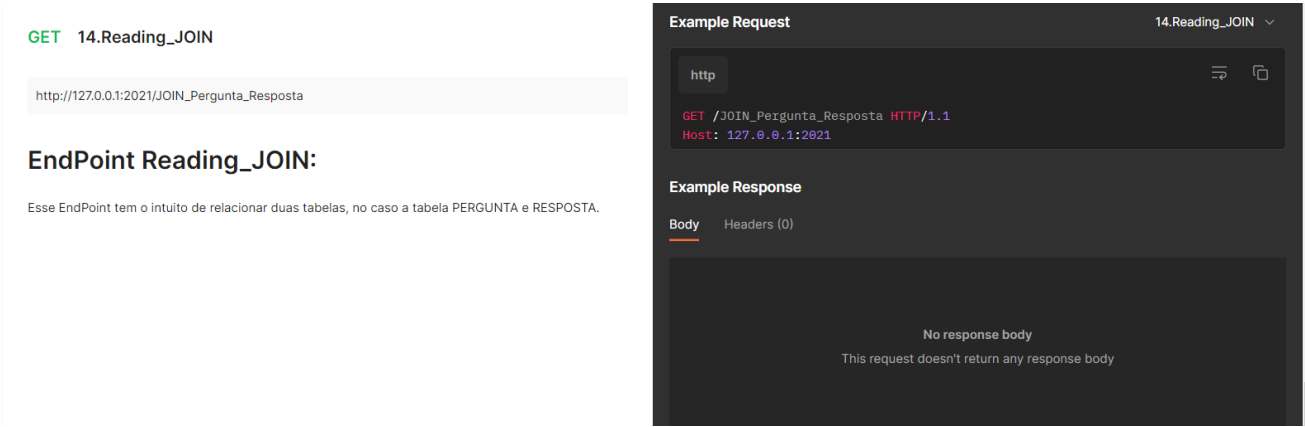 GET 14.Reading_JOIN
http://127.0.0.1:2021/JOIN_Pergunta_Resposta
EndPoint Reading_JOIN:
Esse EndPoint tem o intuito de relacionar duas tabelas, no caso a tabela PERGUNTA e RESPOSTA.
Example Request
14.Reading_JOIN
http
GET /JOIN_Pergunta_Resposta HTTP/1.1
Host: 127.0.0.1:2021
Example Response
Body Headers (0)
No response body
This request doesn't return any response body